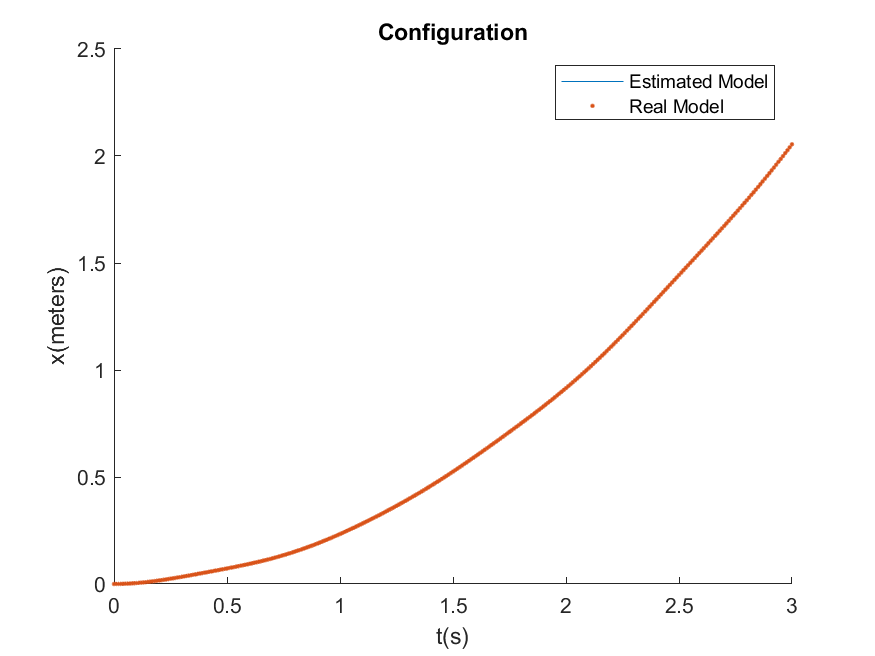 Configuration
2.5
2
1.5
1
0.5
0
x(meters)
Estimated Model
Real Model
0 0.5 1 1.5 2 2.5 3
t(s)